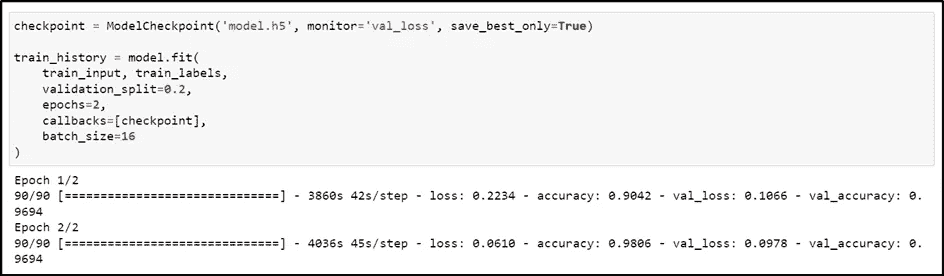 checkpoint = ModelCheckpoint('model.h5', monitor='val_loss', save_best_only=True)
train_history = model.fit(
    train_input, train_labels,
    validation_split=0.2,
    epochs=2,
    callbacks=[checkpoint],
    batch_size=16
)
Epoch 1/2
90/90 [==============================] - 3860s 42s/step - loss: 0.2234 - accuracy: 0.9042 - val_loss: 0.1066 - val_accuracy: 0.
9694
Epoch 2/2
90/90 [==============================] - 4036s 45s/step - loss: 0.0610 - accuracy: 0.9806 - val_loss: 0.0978 - val_accuracy: 0.
9694